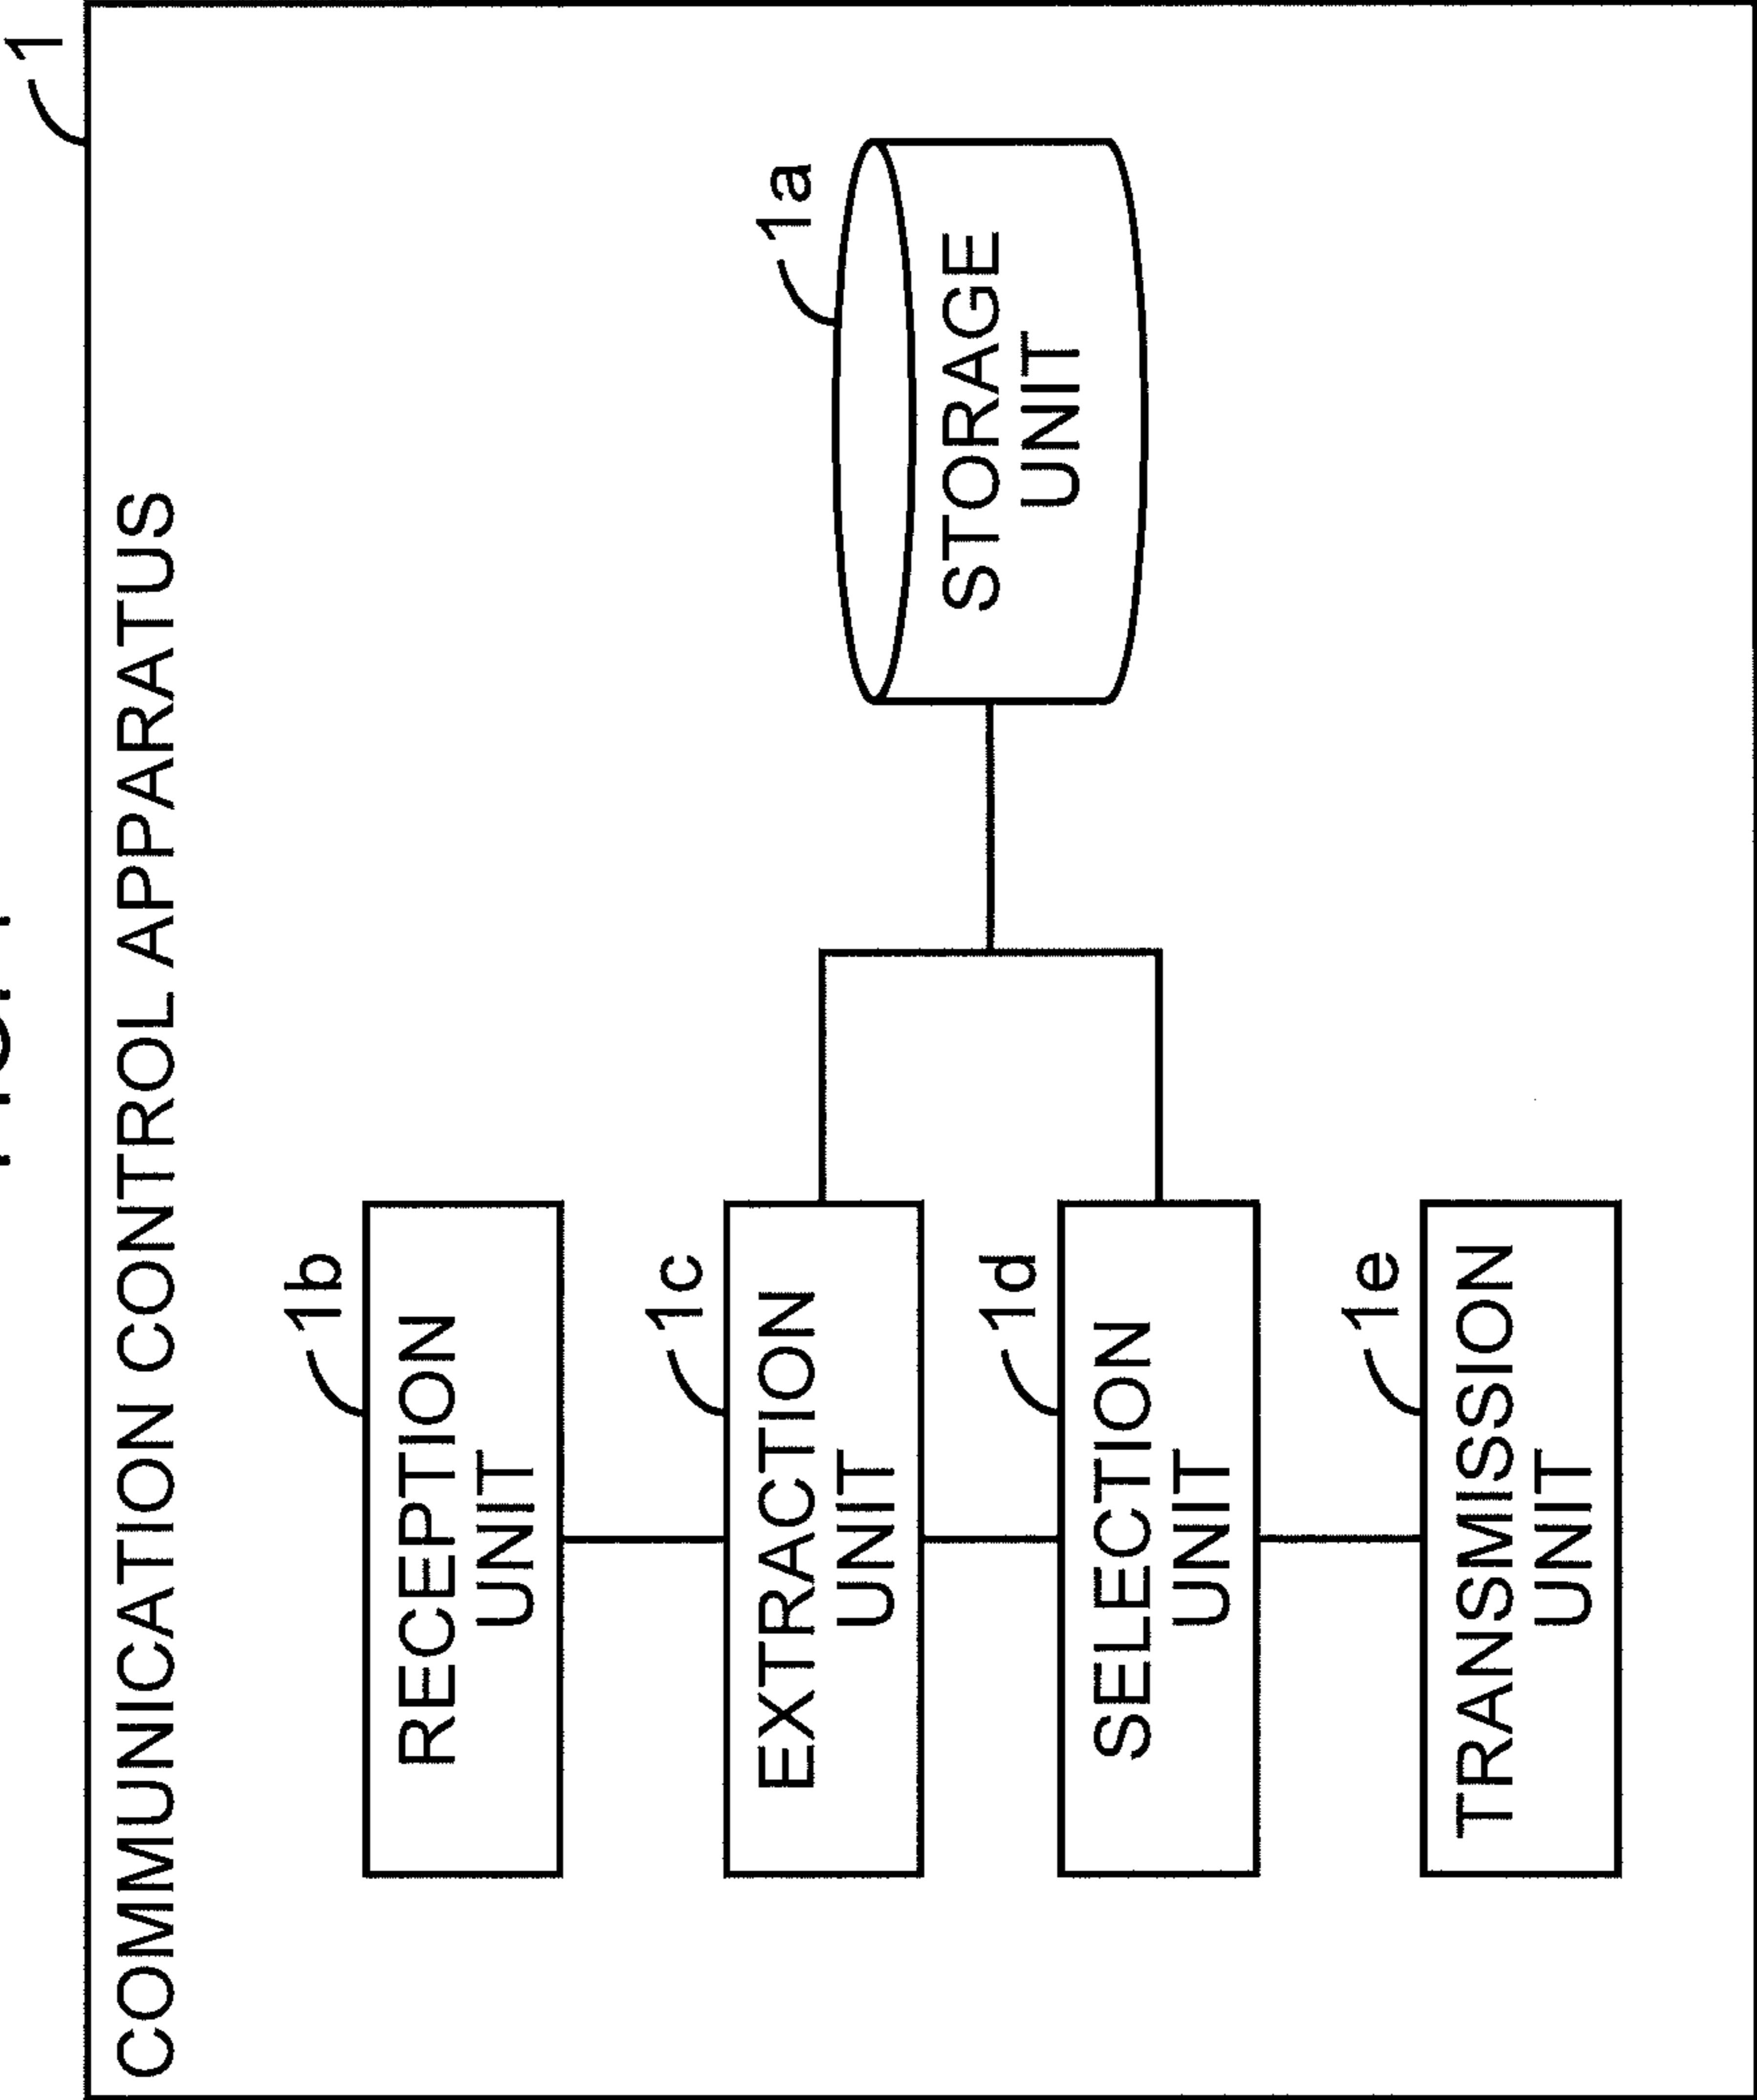 1
COMMUNICATION CONTROL APPARATUS
1b
RECEPTION
UNIT
1c
EXTRACTION
UNIT
1d
SELECTION
UNIT
1e
TRANSMISSION
UNIT
1a
STORAGE
UNIT